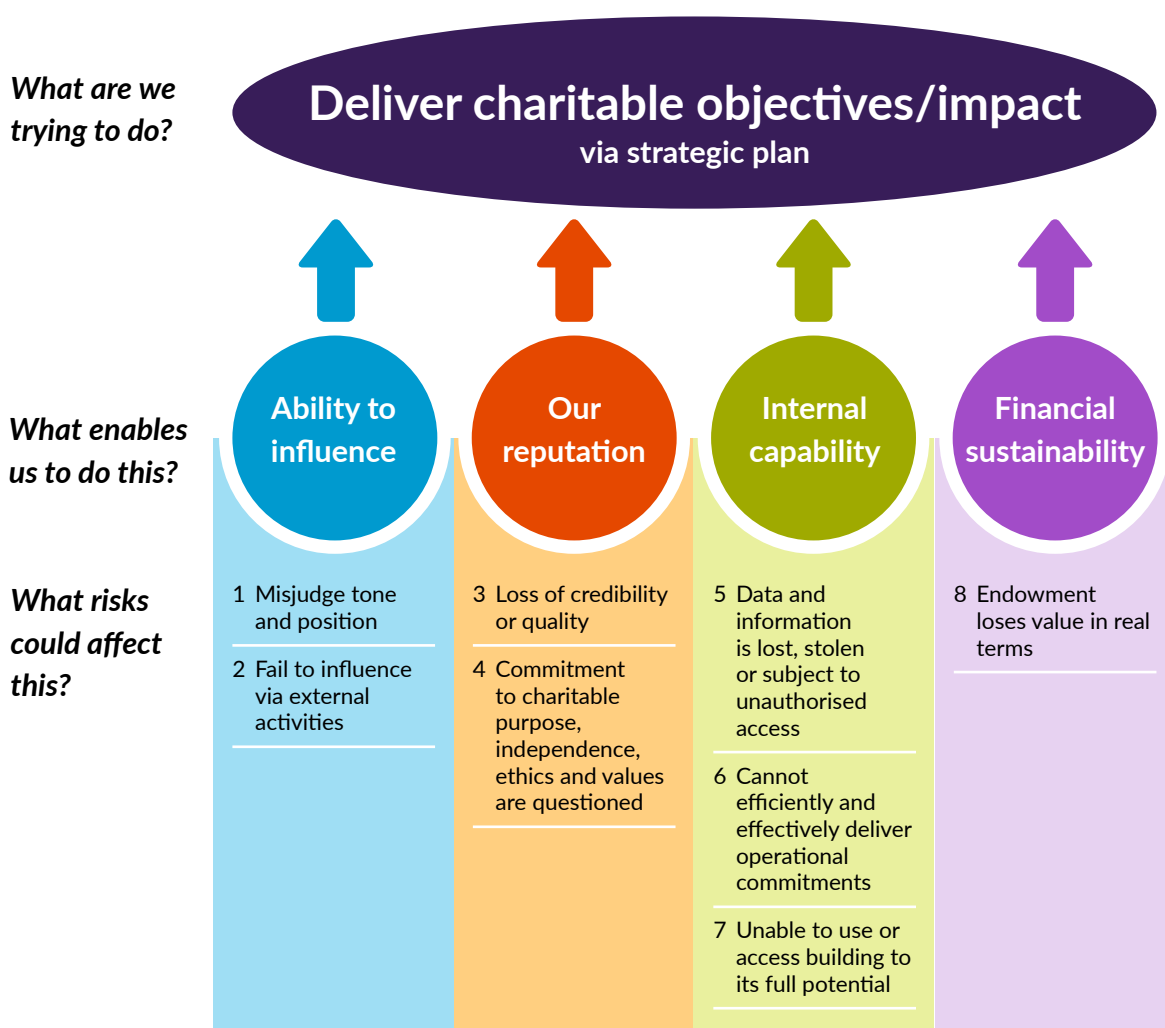 What are we
trying to do?
Deliver charitable objectives/impact
via strategic plan
What enables
us to do this?
Ability to
influence
Our
reputation
Internal
capability
Financial
sustainability
What risks
could affect
this?
1 Misjudge tone
and position
2 Fail to influence
via external
activities
3 Loss of credibility
or quality
4 Commitment
to charitable
purpose,
independence,
ethics and values
are questioned
5 Data and
information
is lost, stolen
or subject to
unauthorised
access
6 Cannot
efficiently and
effectively deliver
operational
commitments
7 Unable to use or
access building to
its full potential
8 Endowment
loses value in real
terms